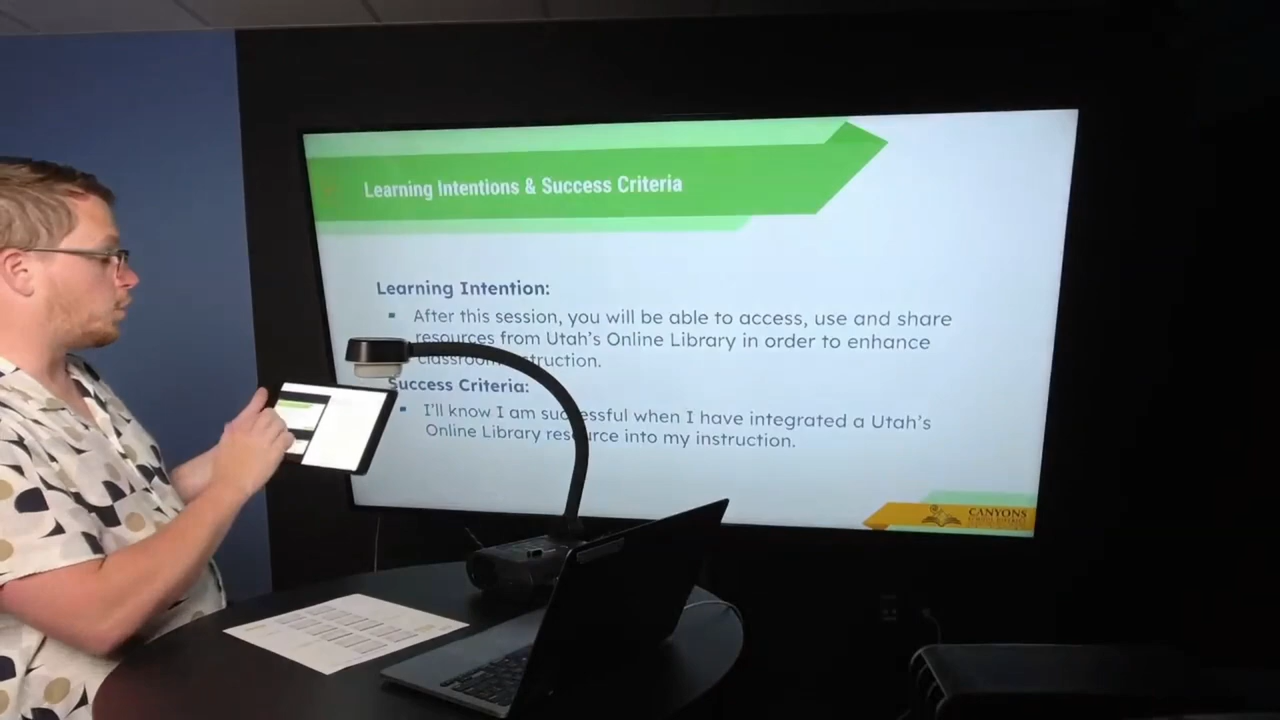 Learning Intentions & Success Criteria
Learning Intention:
▪ After this session, you will be able to access, use and share
resources from Utah's Online Library in order to enhance
classroom instruction.
Success Criteria:
▪ I'll know I am successful when I have integrated a Utah's
Online Library resource into my instruction.
CANYONS